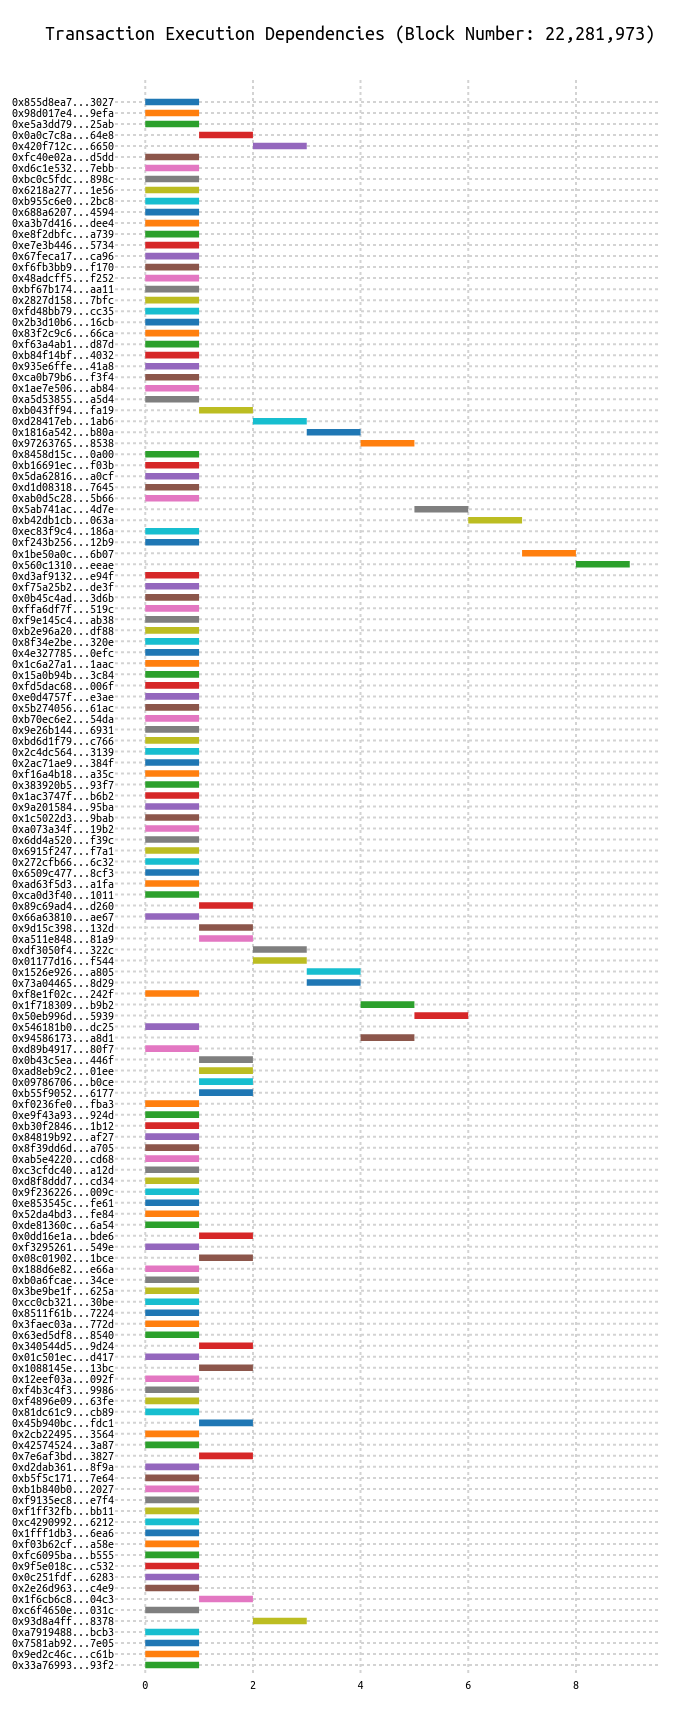 Transaction Execution Dependencies (Block Number: 22,281,973)
0x855d8ea7...3027
0x98d017e4...9efa
0xe5a3dd79...25ab
0x0a0c7c8a...64e8
0x420f712c...6650
0xfc40e02a...d5dd
0xd6c1e532...7ebb
0xbc0c5fdc...898c
0x6218a277...1e56
0xb955c6e0...2bc8
0x688a6207...4594
0xa3b7d416...dee4
0xe8f2dbfc...a739
0xe7e3b446...5734
0x67feca17...ca96
0xf6fb3bb9...f170
0x48adcff5...f252
0xbf67b174...aa11
0x2827d158...7bfc
0xfd48bb79...cc35
0x2b3d10b6...16cb
0x83f2c9c6...66ca
0xf63a4ab1...d87d
0xb84f14bf...4032
0x935e6ffe...41a8
0xca0b79b6...f3f4
0x1ae7e506...ab84
0xa5d53855...a5d4
0xb043ff94...fa19
0xd28417eb...1ab6
0x1816a542...b80a
0x97263765...8538
0x8458d15c...0a00
0xb16691ec...f03b
0x5da62816...a0cf
0xd1d08318...7645
0xab0d5c28...5b66
0x5ab741ac...4d7e
0xb42db1cb...063a
0xec83f9c4...186a
0xf243b256...12b9
0x1be50a0c...6b07
0x560c1310...eeae
0xd3af9132...e94f
0xf75a25b2...de3f
0x0b45c4ad...3d6b
0xffa6df7f...519c
0xf9e145c4...ab38
0xb2e96a20...df88
0x8f34e2be...320e
0x4e327785...0efc
0x1c6a27a1...1aac
0x15a0b94b...3c84
0xfd5dac68...006f
0xe0d4757f...e3ae
0x5b274056...61ac
0xb70ec6e2...54da
0x9e26b144...6931
0xbd6d1f79...c766
0x2c4dc564...3139
0x2ac71ae9...384f
0xf16a4b18...a35c
0x383920b5...93f7
0x1ac3747f...b6b2
0x9a201584...95ba
0x1c5022d3...9bab
0xa073a34f...19b2
0x6dd4a520...f39c
0x6915f247...f7a1
0x272cfb66...6c32
0x6509c477...8cf3
0xad63f5d3...a1fa
0xca0d3f40...1011
0x89c69ad4...d260
0x66a63810...ae67
0x9d15c398...132d
0xa511e848...81a9
0xdf3050f4...322c
0x01177d16...f544
0x1526e926...a805
0x73a04465...8d29
0xf8e1f02c...242f
0x1f718309...b9b2
0x50eb996d...5939
0x546181b0...dc25
0x94586173...a8d1
0xd89b4917...80f7
0x0b43c5ea...446f
0xad8eb9c2...01ee
0x09786706...b0ce
0xb55f9052...6177
0xf0236fe0...fba3
0xe9f43a93...924d
0xb30f2846...1b12
0x84819b92...af27
0x8f39dd6d...a705
0xab5e4220...cd68
0xc3cfdc40...a12d
0xd8f8ddd7...cd34
0x9f236226...009c
0xe853545c...fe61
0x52da4bd3...fe84
0xde81360c...6a54
0x0dd16e1a...bde6
0xf3295261...549e
0x08c01902...1bce
0x188d6e82...e66a
0xb0a6fcae...34ce
0x3be9be1f...625a
0xcc0cb321...30be
0x8511f61b...7224
0x3faec03a...772d
0x63ed5df8...8540
0x340544d5...9d24
0x01c501ec...d417
0x1088145e...13bc
0x12eef03a...092f
0xf4b3c4f3...9986
0xf4896e09...63fe
0x81dc61c9...cb89
0x45b940bc...fdc1
0x2cb22495...3564
0x42574524...3a87
0x7e6af3bd...3827
0xd2dab361...8f9a
0xb5f5c171...7e64
0xb1b840b0...2027
0xf9135ec8...e7f4
0xf1ff32fb...bb11
0xc4290992...6212
0x1fff1db3...6ea6
0xf03b62cf...a58e
0xfc6095ba...b555
0x9f5e018c...c532
0x0c251fdf...6283
0x2e26d963...c4e9
0x1f6cb6c8...04c3
0xc6f4650e...031c
0x93d8a4ff...8378
0xa7919488...bcb3
0x7581ab92...7e05
0x9ed2c46c...c61b
0x33a76993...93f2
0 2 4 6 8